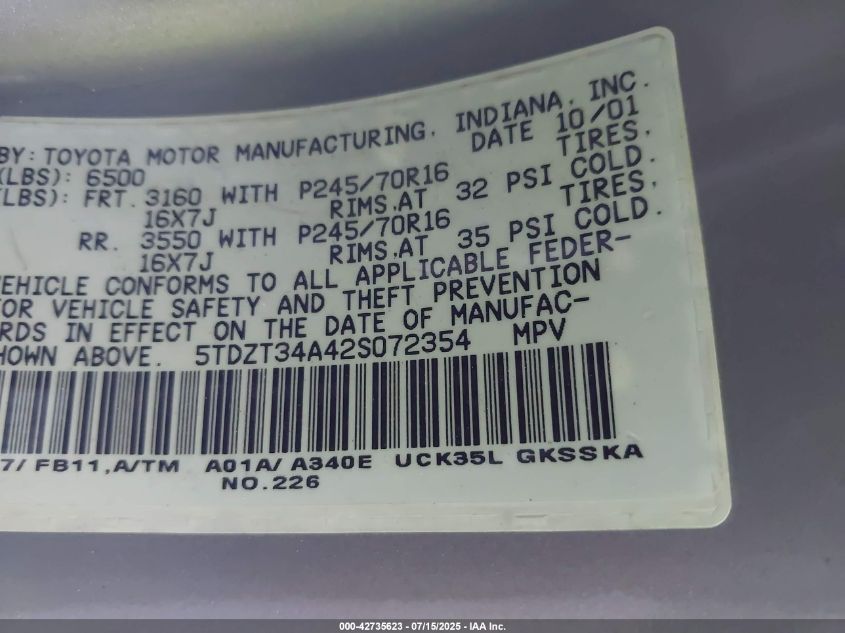 BY: TOYOTA MOTOR MANUFACTURING, INDIANA, INC.
DATE 10/01
(LBS): 6500
(LBS): FRT. 3160 WITH P245/70R16 TIRES,
16X7J RIMS, AT 32 PSI COLD.
RR. 3550 WITH P245/70R16 TIRES,
16X7J RIMS, AT 35 PSI COLD.
VEHICLE CONFORMS TO ALL APPLICABLE FEDER-
OR VEHICLE SAFETY AND THEFT PREVENTION
RDS IN EFFECT ON THE DATE OF MANUFAC-
HOWN ABOVE. 5TDZT34A42S072354 MPV
7/ FB11, A/TM A01A/ A340E UCK35L GKSSKA
NO.226
000-42735623 - 07/15/2025 - IAA Inc.